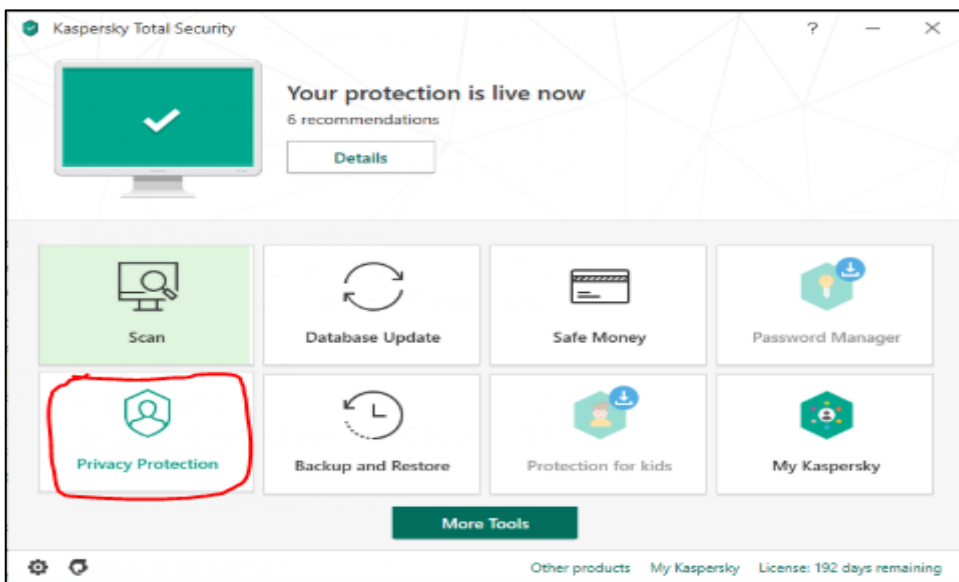 Kaspersky Total Security
?
Your protection is live now
6 recommendations
Details
Scan
Database Update
Safe Money
Password Manager
Privacy Protection
Backup and Restore
Protection for kids
My Kaspersky
More Tools
Other products My Kaspersky License: 192 days remaining